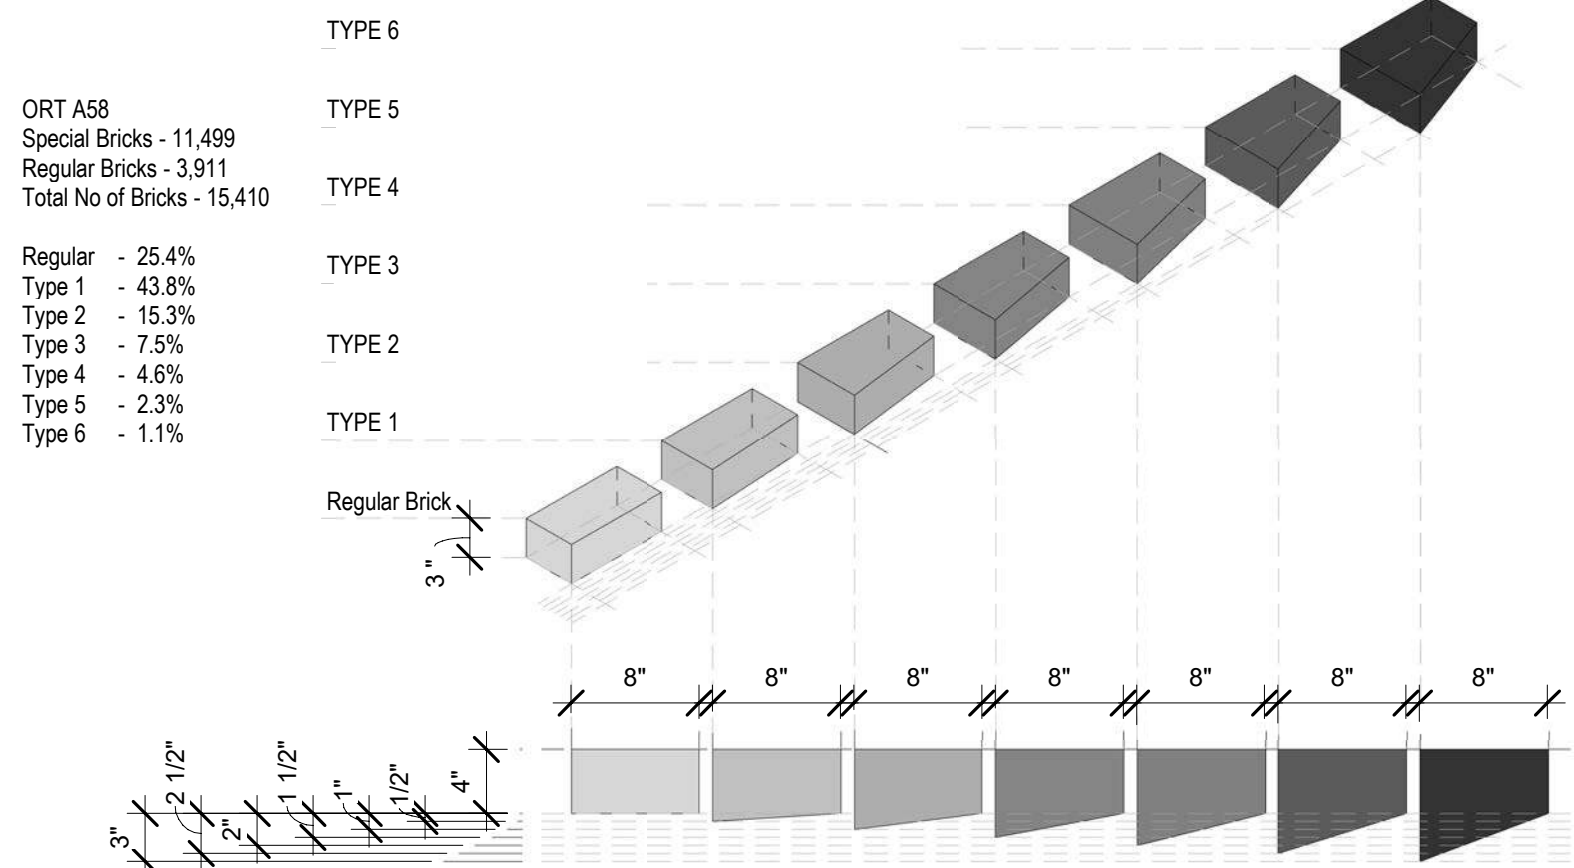 TYPE 6
ORT A58
Special Bricks - 11,499
Regular Bricks - 3,911
Total No of Bricks - 15,410
Regular - 25.4%
Type 1 - 43.8%
Type 2 - 15.3%
Type 3 - 7.5%
Type 4 - 4.6%
Type 5 - 2.3%
Type 6 - 1.1%
TYPE 5
TYPE 4
TYPE 3
TYPE 2
TYPE 1
Regular Brick
3 "
8" 8" 8" 8" 8" 8" 8"
3" 2 1/2" 2" 1 1/2" 1" 1/2" 4"